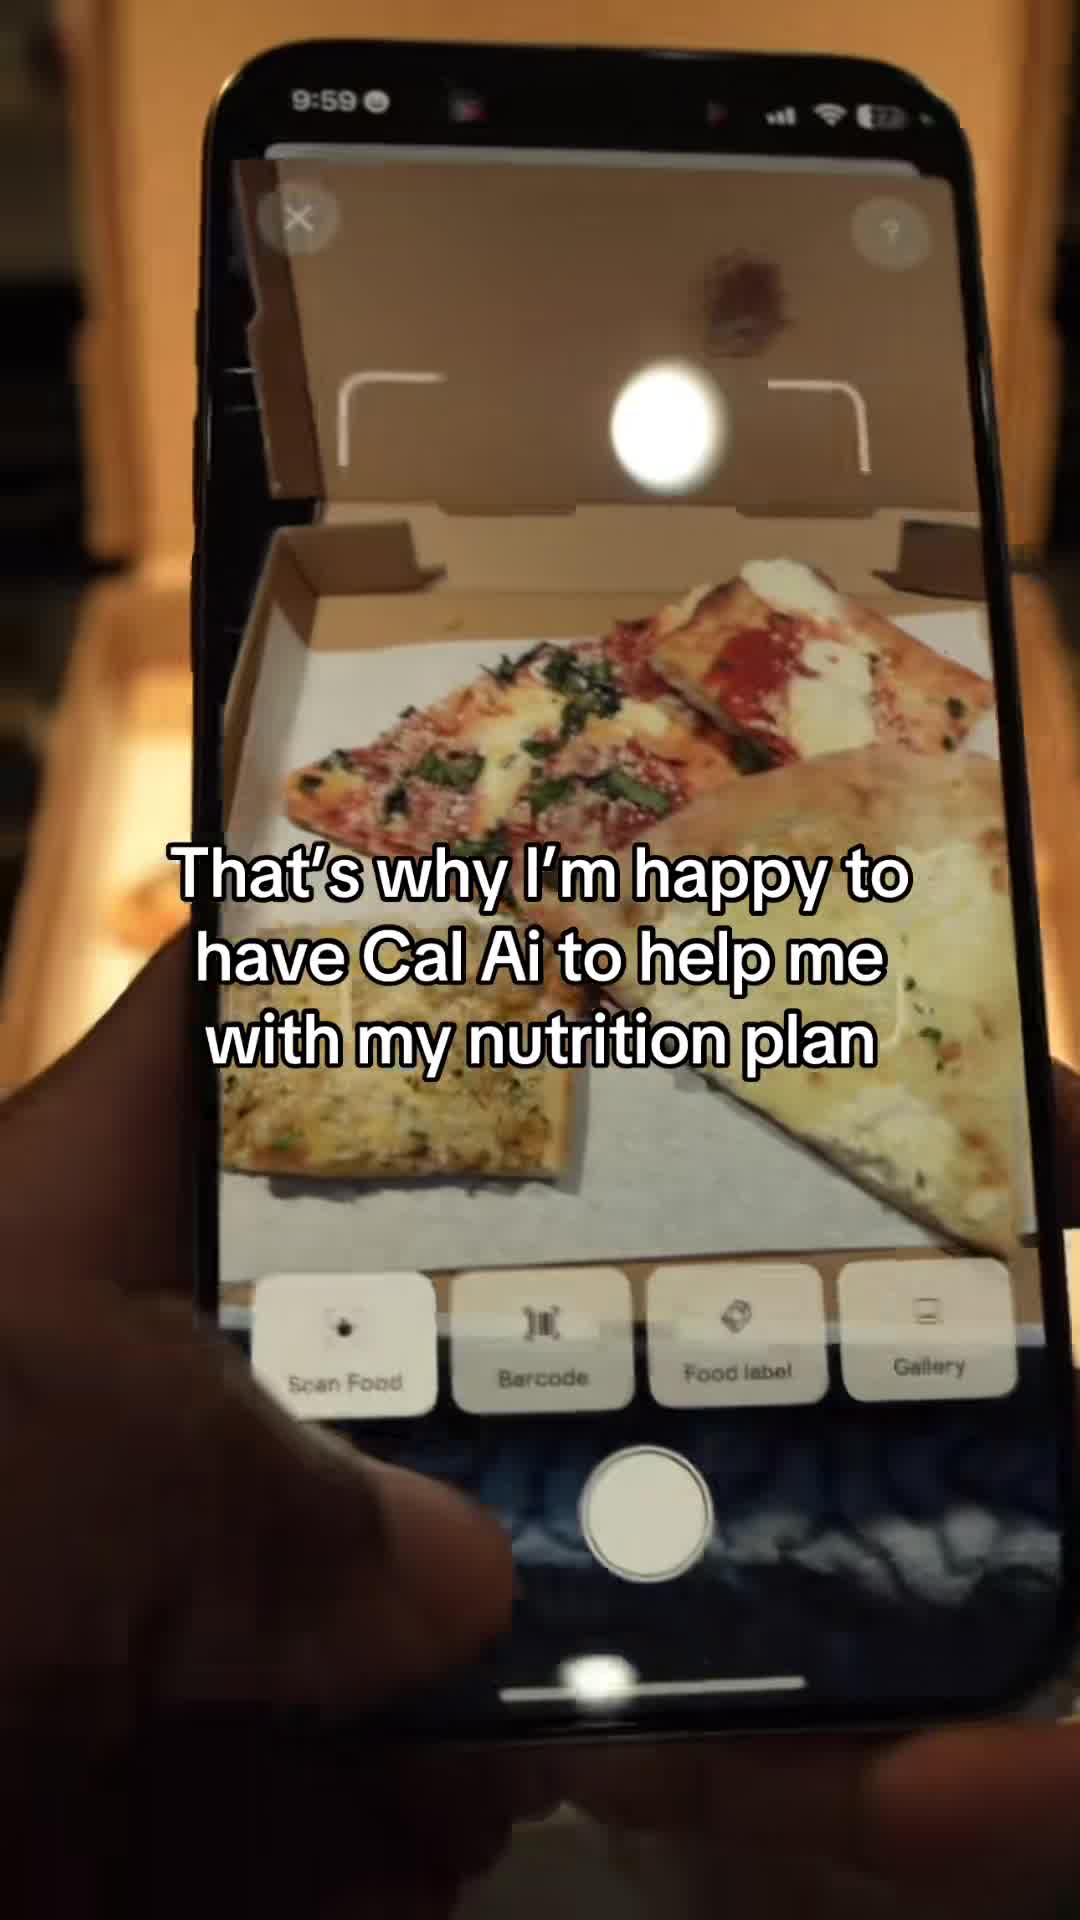 9:59
?
That's why I'm happy to
have Cal Ai to help me
with my nutrition plan
Scan Food
Barcode
Food label
Gallery